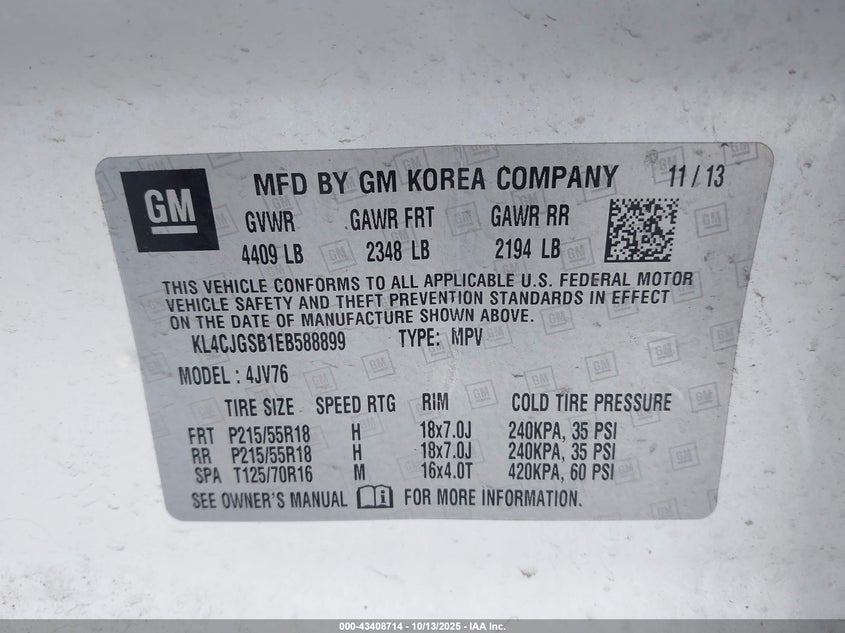 GM
MFD BY GM KOREA COMPANY 11/13
GVWR GAWR FRT GAWR RR
4409 LB 2348 LB 2194 LB
THIS VEHICLE CONFORMS TO ALL APPLICABLE U.S. FEDERAL MOTOR
VEHICLE SAFETY AND THEFT PREVENTION STANDARDS IN EFFECT
ON THE DATE OF MANUFACTURE SHOWN ABOVE.
KL4CJGSB1EB588899 TYPE: MPV
MODEL : 4JV76
TIRE SIZE SPEED RTG RIM COLD TIRE PRESSURE
FRT P215/55R18 H 18x7.0J 240KPA, 35 PSI
RR P215/55R18 H 18x7.0J 240KPA, 35 PSI
SPA T125/70R16 M 16x4.0T 420KPA, 60 PSI
SEE OWNER'S MANUAL FOR MORE INFORMATION.
000-43408714 - 10/13/2025 - IAA Inc.